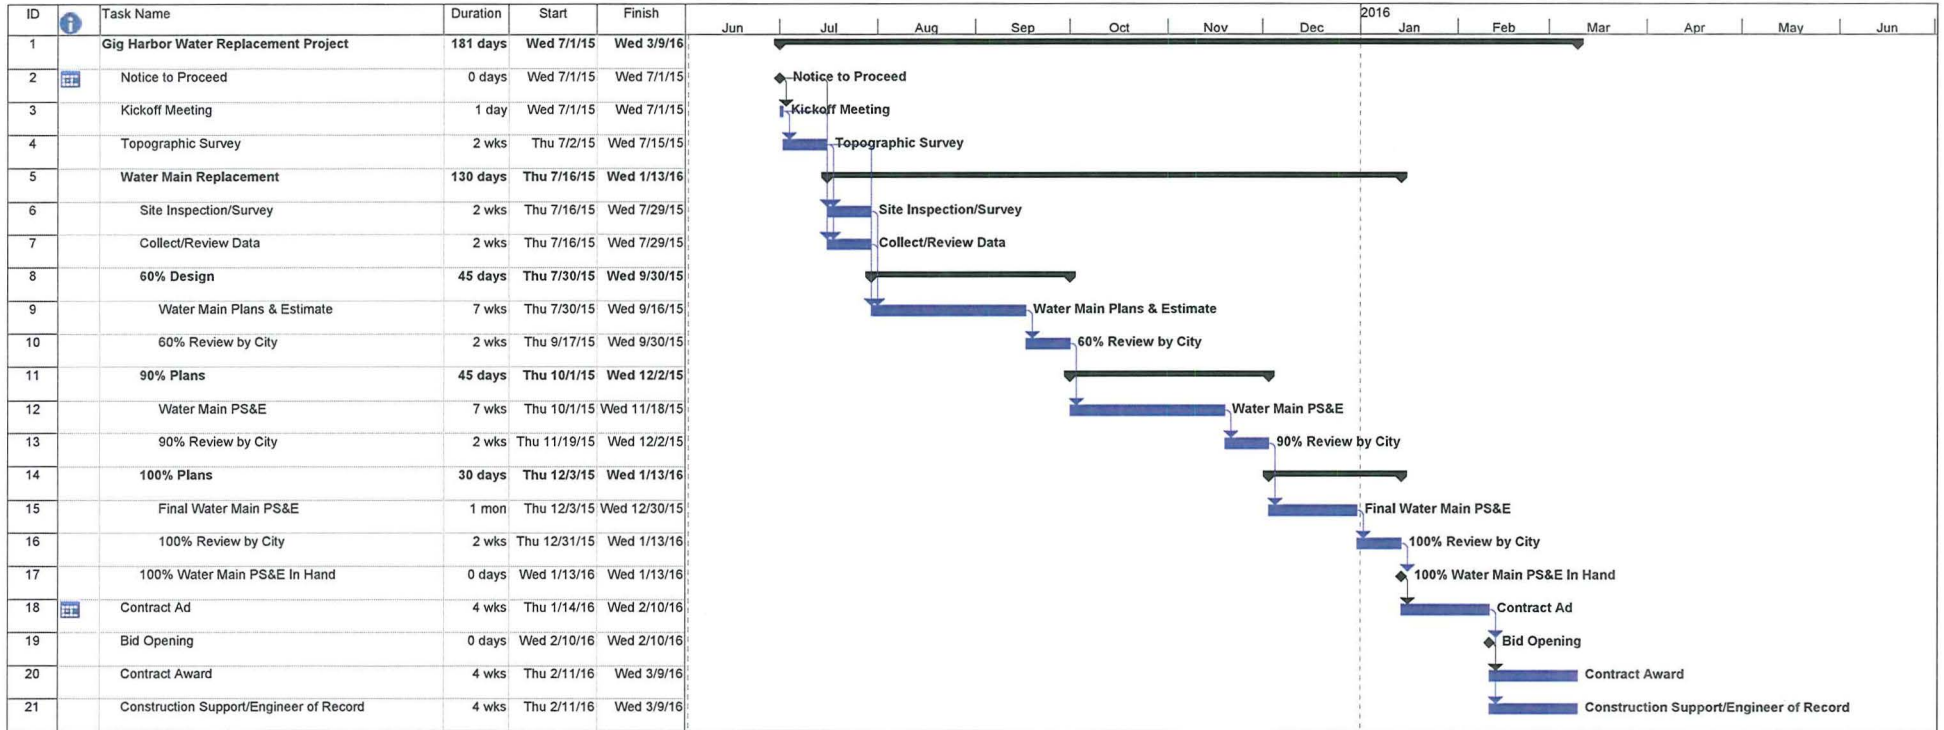 ID Task Name Duration Start Finish 2016
Jun Jul Aug Sep Oct Nov Dec Jan Feb Mar Apr May Jun
1 Gig Harbor Water Replacement Project 181 days Wed 7/1/15 Wed 3/9/16
2 Notice to Proceed 0 days Wed 7/1/15 Wed 7/1/15 Notice to Proceed
3 Kickoff Meeting 1 day Wed 7/1/15 Wed 7/1/15 Kickoff Meeting
4 Topographic Survey 2 wks Thu 7/2/15 Wed 7/15/15 Topographic Survey
5 Water Main Replacement 130 days Thu 7/16/15 Wed 1/13/16
6 Site Inspection/Survey 2 wks Thu 7/16/15 Wed 7/29/15 Site Inspection/Survey
7 Collect/Review Data 2 wks Thu 7/16/15 Wed 7/29/15 Collect/Review Data
8 60% Design 45 days Thu 7/30/15 Wed 9/30/15
9 Water Main Plans & Estimate 7 wks Thu 7/30/15 Wed 9/16/15 Water Main Plans & Estimate
10 60% Review by City 2 wks Thu 9/17/15 Wed 9/30/15 60% Review by City
11 90% Plans 45 days Thu 10/1/15 Wed 12/2/15
12 Water Main PS&E 7 wks Thu 10/1/15 Wed 11/18/15 Water Main PS&E
13 90% Review by City 2 wks Thu 11/19/15 Wed 12/2/15 90% Review by City
14 100% Plans 30 days Thu 12/3/15 Wed 1/13/16
15 Final Water Main PS&E 1 mon Thu 12/3/15 Wed 12/30/15 Final Water Main PS&E
16 100% Review by City 2 wks Thu 12/31/15 Wed 1/13/16 100% Review by City
17 100% Water Main PS&E In Hand 0 days Wed 1/13/16 Wed 1/13/16 100% Water Main PS&E In Hand
18 Contract Ad 4 wks Thu 1/14/16 Wed 2/10/16 Contract Ad
19 Bid Opening 0 days Wed 2/10/16 Wed 2/10/16 Bid Opening
20 Contract Award 4 wks Thu 2/11/16 Wed 3/9/16 Contract Award
21 Construction Support/Engineer of Record 4 wks Thu 2/11/16 Wed 3/9/16 Construction Support/Engineer of Record